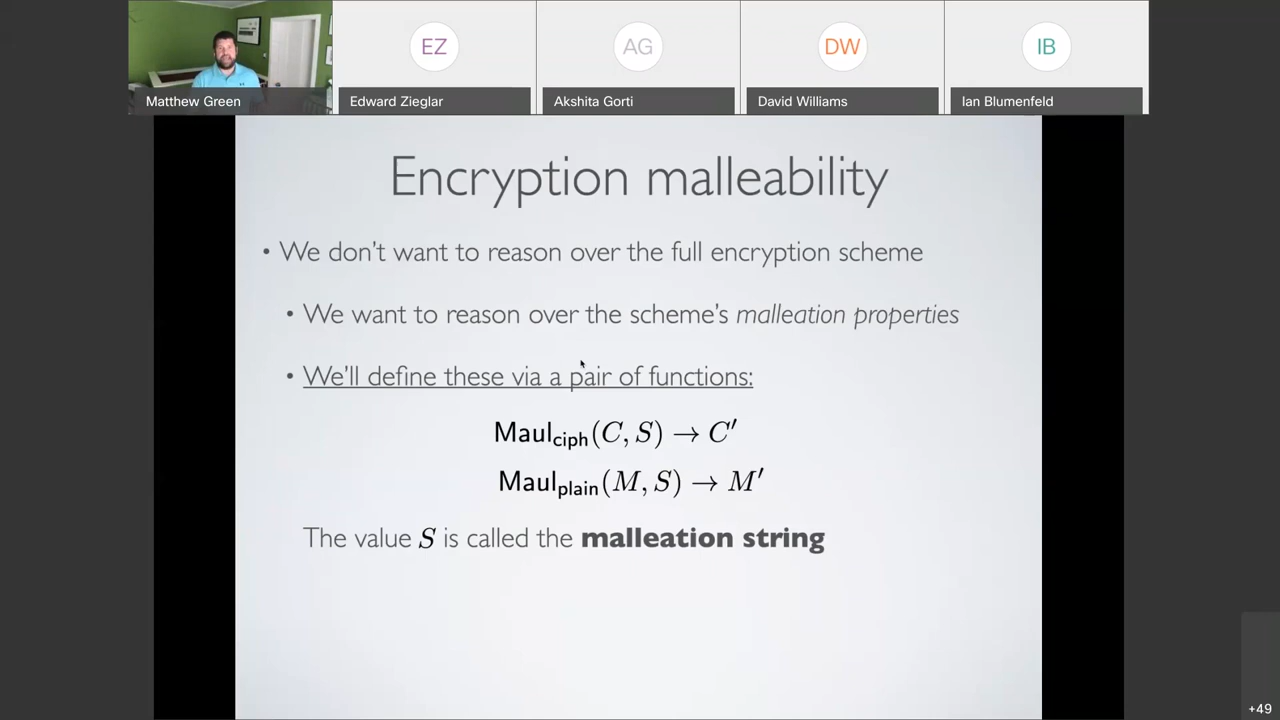 EZ
AG
DW
IB
Matthew Green
Edward Zieglar
Akshita Gorti
David Williams
Ian Blumenfeld
Encryption malleability
• We don't want to reason over the full encryption scheme
• We want to reason over the scheme's malleation properties
• We'll define these via a pair of functions:
Maul_ciph(C, S) → C′
Maul_plain(M, S) → M′
The value S is called the malleation string
+49